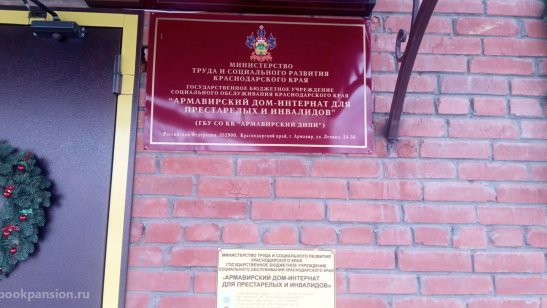 МИНИСТЕРСТВО
ТРУДА И СОЦИАЛЬНОГО РАЗВИТИЯ
КРАСНОДАРСКОГО КРАЯ
ГОСУДАРСТВЕННОЕ БЮДЖЕТНОЕ УЧРЕЖДЕНИЕ
СОЦИАЛЬНОГО ОБСЛУЖИВАНИЯ КРАСНОДАРСКОГО КРАЯ
"АРМАВИРСКИЙ ДОМ-ИНТЕРНАТ ДЛЯ
ПРЕСТАРЕЛЫХ И ИНВАЛИДОВ"
(ГБУ СО КК "АРМАВИРСКИЙ ДИПИ")
Российская Федерация, 352900, Краснодарский край, г. Армавир, ул. Ленина,
МИНИСТЕРСТВО ТРУДА И СОЦИАЛЬНОГО РАЗВИТИЯ
КРАСНОДАРСКОГО КРАЯ
ГОСУДАРСТВЕННОЕ БЮДЖЕТНОЕ УЧРЕЖДЕНИЕ
СОЦИАЛЬНОГО ОБСЛУЖИВАНИЯ КРАСНОДАРСКОГО КРАЯ
«АРМАВИРСКИЙ ДОМ-ИНТЕРНАТ
ДЛЯ ПРЕСТАРЕЛЫХ И ИНВАЛИДОВ»
bookpansion.ru